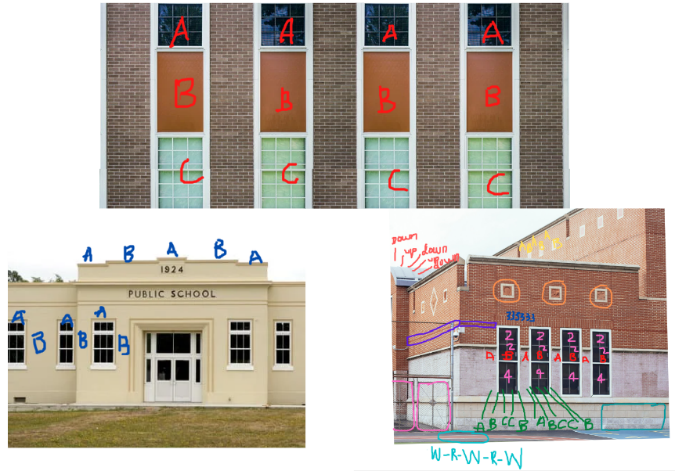 A A A A
B B B B
C C C C
A B A B A
1924
PUBLIC SCHOOL
A A A
B B B
Down
up Down
Down
2 2 2 2
2 2 2 2
A B A B A B A B
4 4 4 4
A B C C B A B C C B
W-R-W-R-W